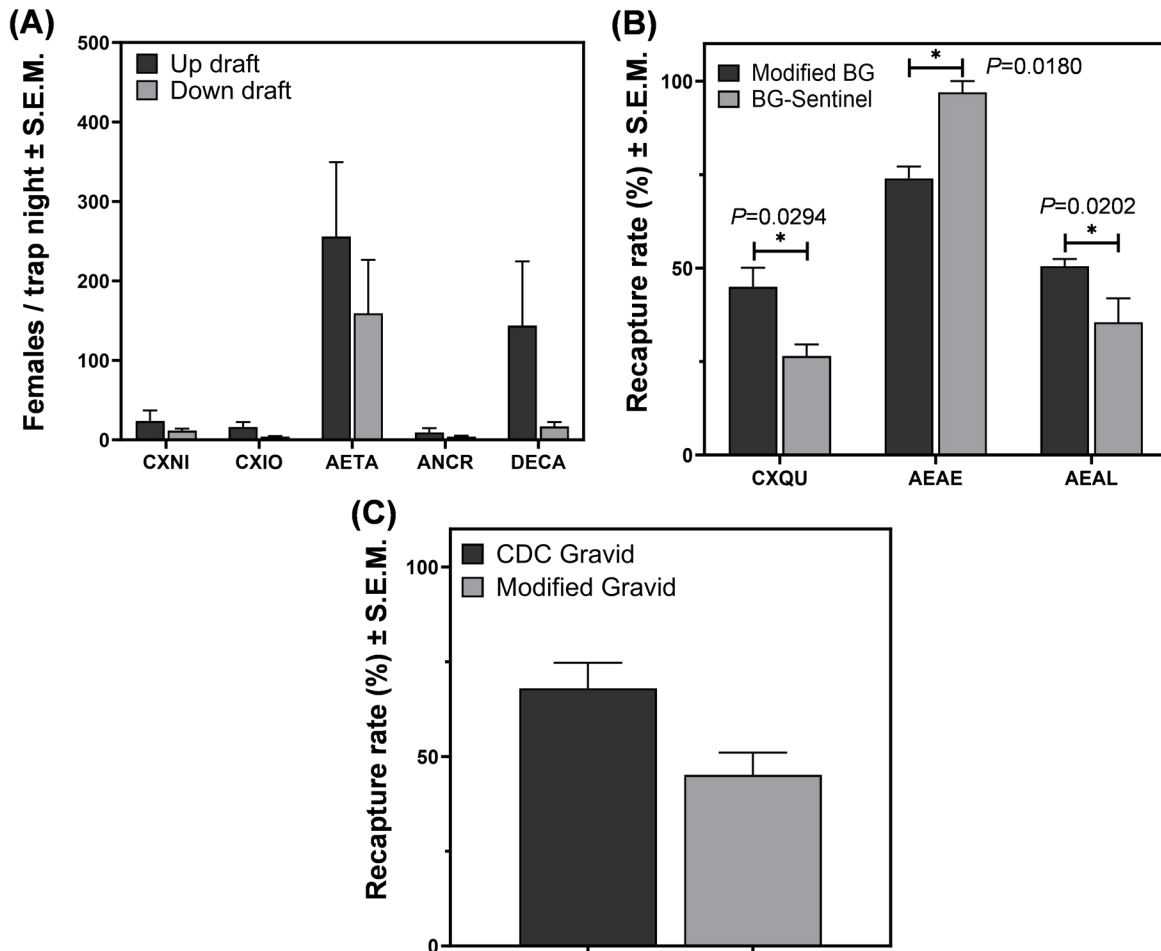 (A)
Females / trap night ± S.E.M.
500
400
300
200
100
0
Up draft
Down draft
CXNI CXIO AETA ANCR DECA
(B)
Recapture rate (%) ± S.E.M.
100
50
0
Modified BG
BG-Sentinel
* P=0.0180
P=0.0294
*
P=0.0202
*
CXQU AEAE AEAL
(C)
Recapture rate (%) ± S.E.M.
100
50
0
CDC Gravid
Modified Gravid